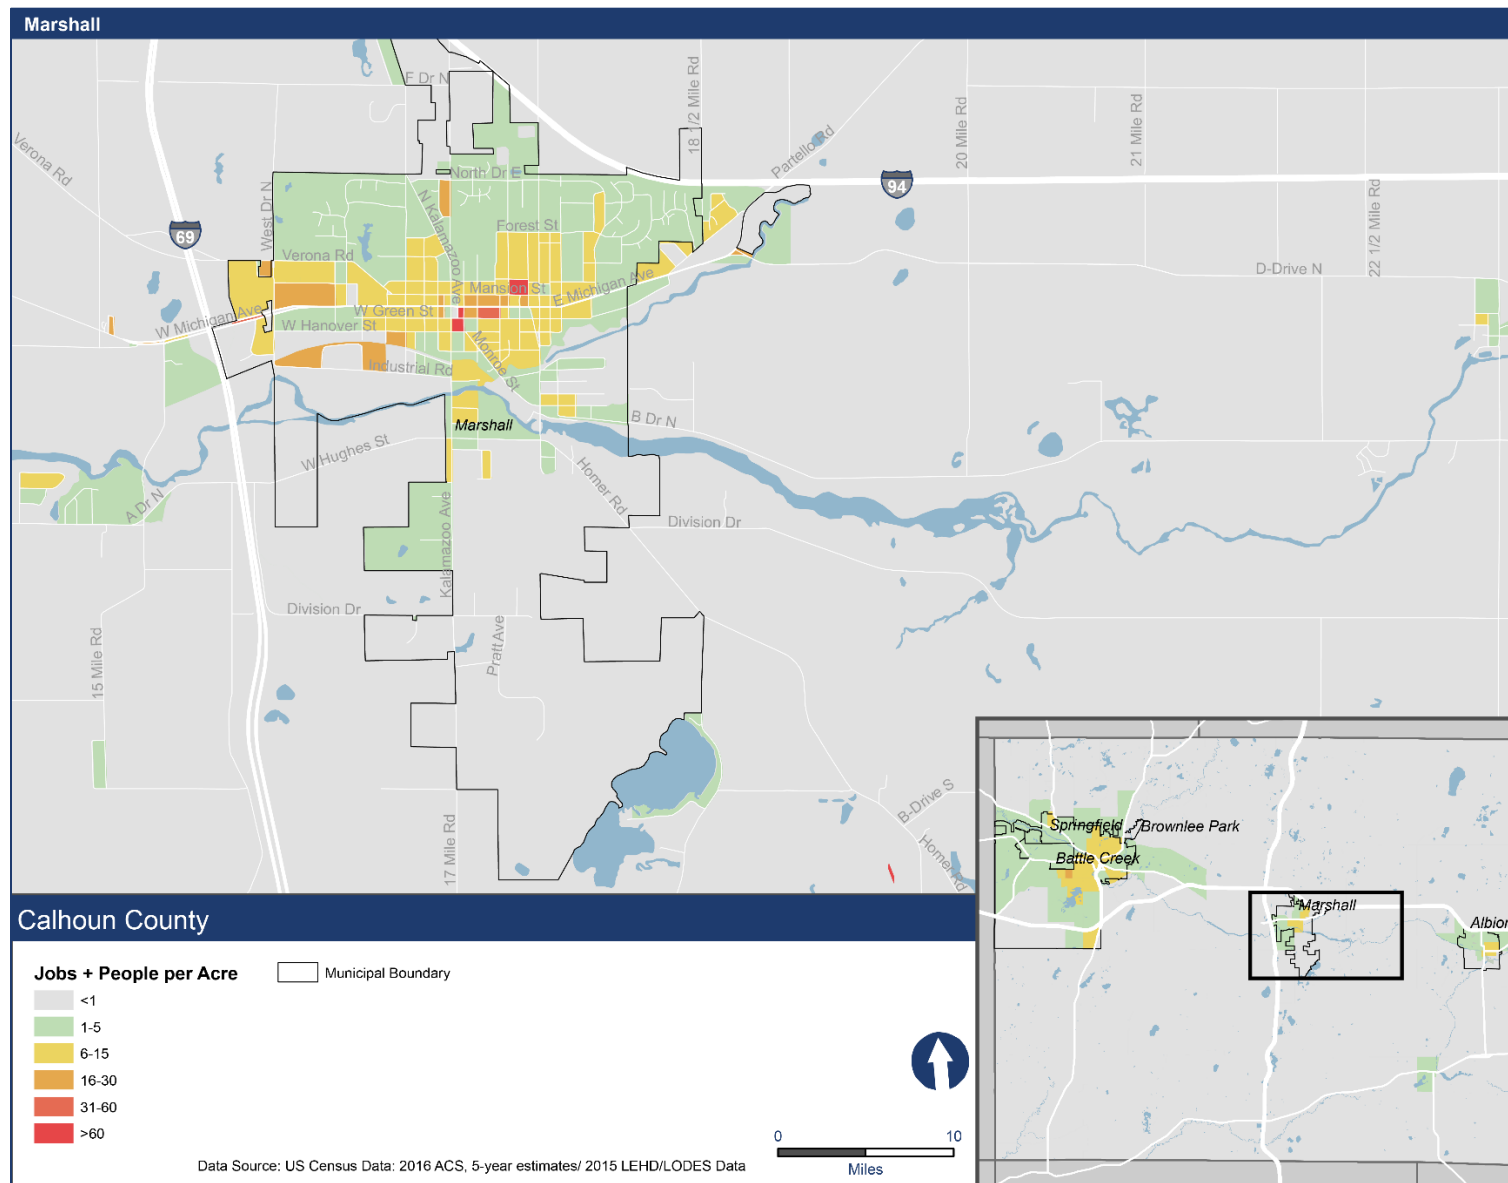 Marshall
F Dr N
18 1/2 Mile Rd
Partello Rd
20 Mile Rd
21 Mile Rd
22 1/2 Mile Rd
Verona Rd
North Dr E
94
West Dr N
69
N Kalamazoo Ave
Forest St
Verona Rd
D-Drive N
Mansion St
E Michigan Ave
W Michigan Ave
W Green St
W Hanover St
Monroe St
Industrial Rd
Marshall
B Dr N
W Hughes St
A Dr N
Homer Rd
Division Dr
Kalamazoo Ave
Division Dr
15 Mile Rd
Pratt Ave
17 Mile Rd
B-Drive S
Homer Rd
Springfield
Brownlee Park
Battle Creek
Marshall
Albion
Calhoun County
Jobs + People per Acre
Municipal Boundary
<1
1-5
6-15
16-30
31-60
>60
0 10
Miles
Data Source: US Census Data: 2016 ACS, 5-year estimates/ 2015 LEHD/LODES Data